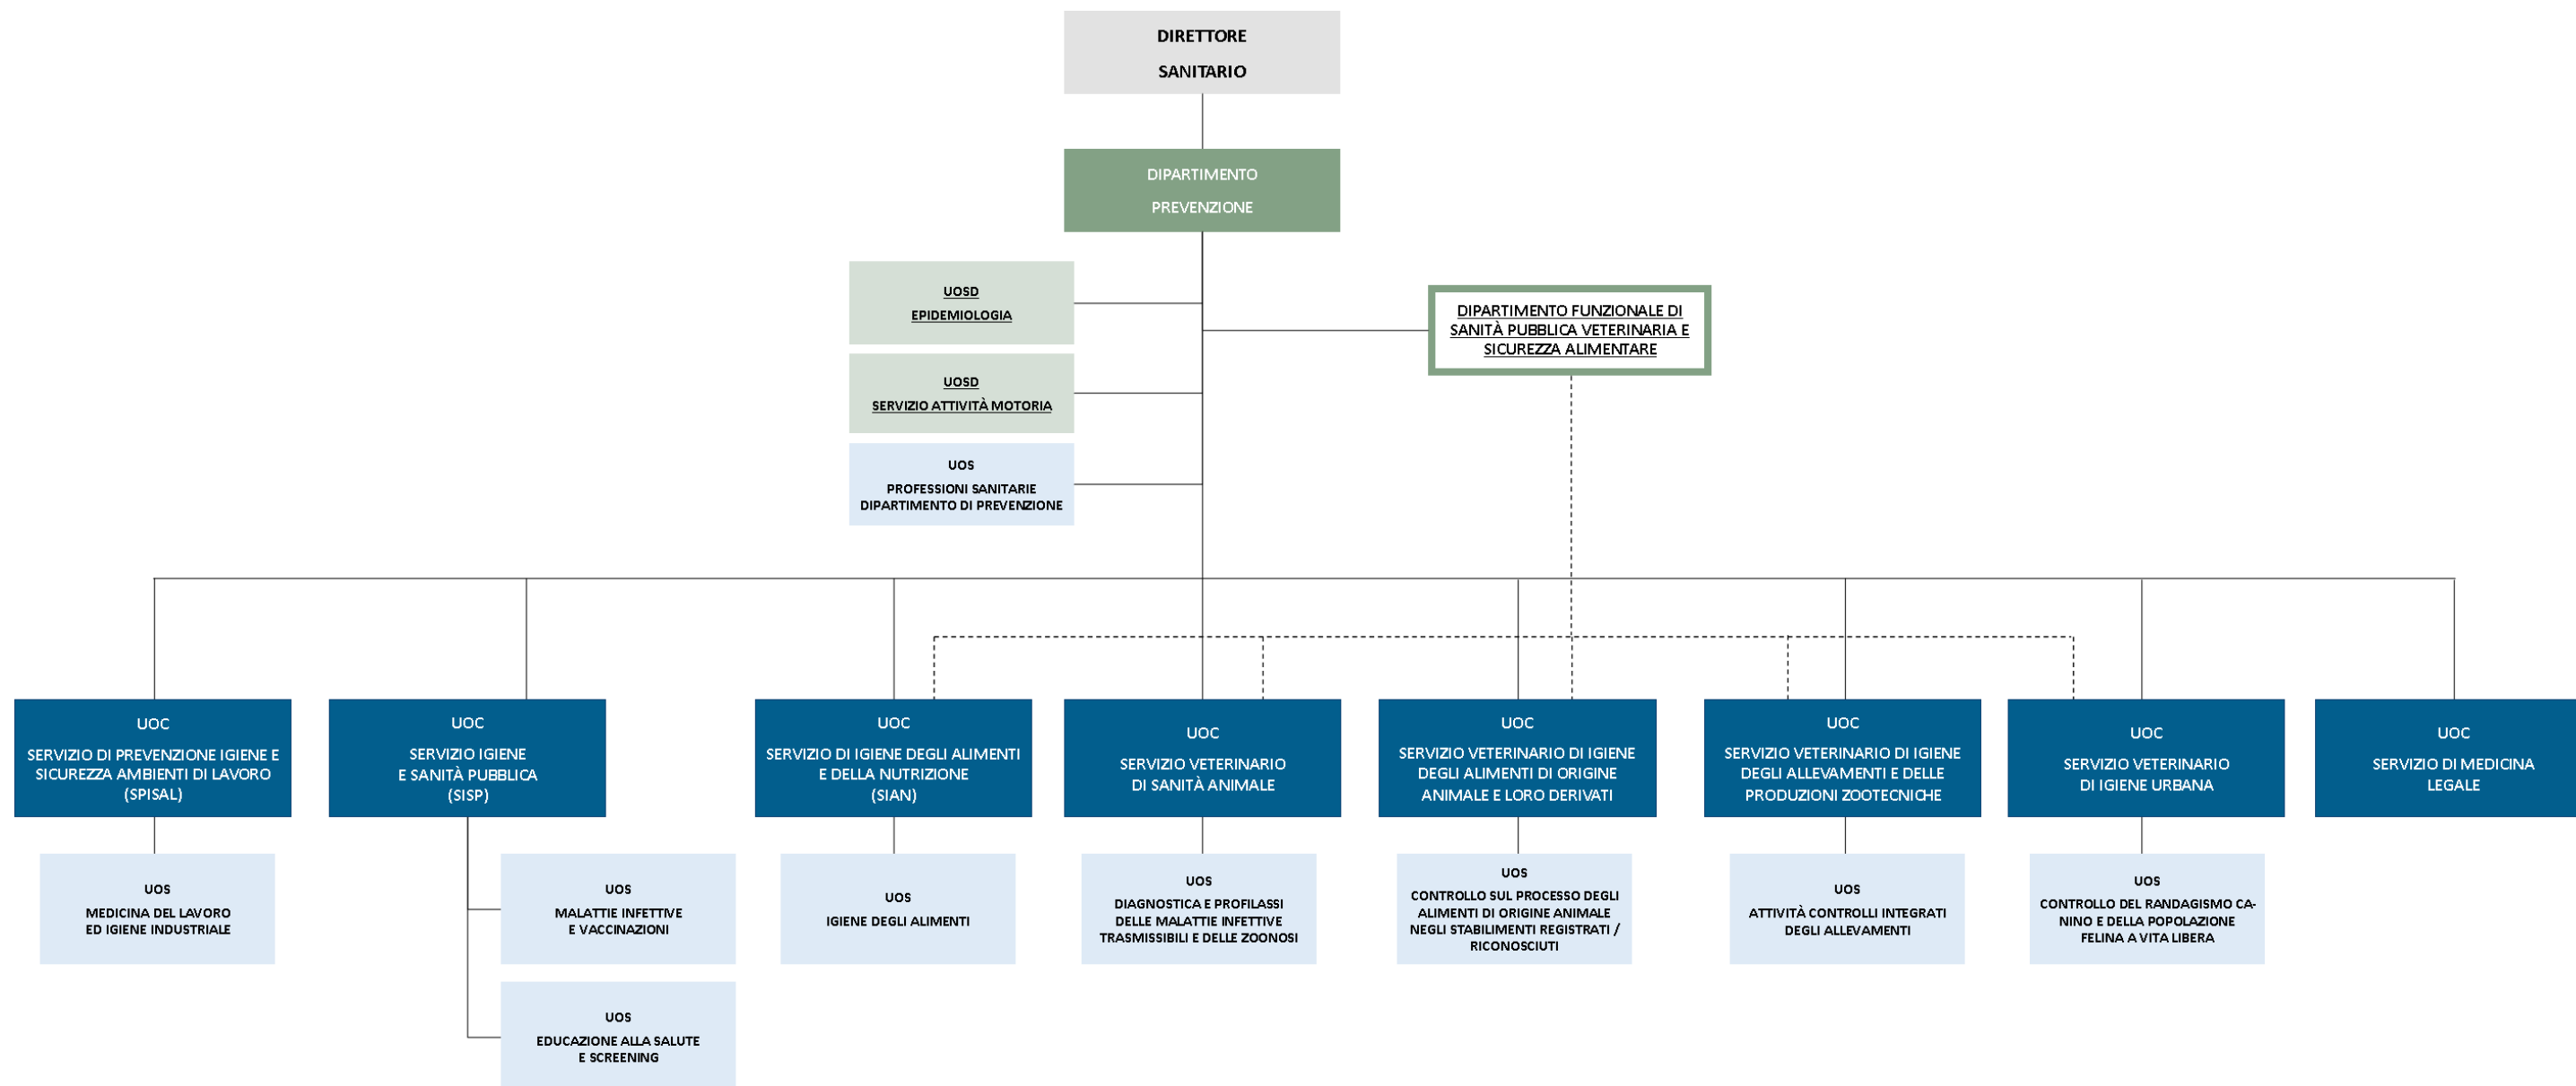 DIRETTORE
SANITARIO
DIPARTIMENTO
PREVENZIONE
UOSD
EPIDEMIOLOGIA
DIPARTIMENTO FUNZIONALE DI
SANITÀ PUBBLICA VETERINARIA E
SICUREZZA ALIMENTARE
UOSD
SERVIZIO ATTIVITÀ MOTORIA
UOS
PROFESSIONI SANITARIE
DIPARTIMENTO DI PREVENZIONE
UOC
SERVIZIO DI PREVENZIONE IGIENE E
SICUREZZA AMBIENTI DI LAVORO
(SPISAL)
UOC
SERVIZIO IGIENE
E SANITÀ PUBBLICA
(SISP)
UOC
SERVIZIO DI IGIENE DEGLI ALIMENTI
E DELLA NUTRIZIONE
(SIAN)
UOC
SERVIZIO VETERINARIO
DI SANITÀ ANIMALE
UOC
SERVIZIO VETERINARIO DI IGIENE
DEGLI ALIMENTI DI ORIGINE
ANIMALE E LORO DERIVATI
UOC
SERVIZIO VETERINARIO DI IGIENE
DEGLI ALLEVAMENTI E DELLE
PRODUZIONI ZOOTECNICHE
UOC
SERVIZIO VETERINARIO
DI IGIENE URBANA
UOC
SERVIZIO DI MEDICINA
LEGALE
UOS
MEDICINA DEL LAVORO
ED IGIENE INDUSTRIALE
UOS
MALATTIE INFETTIVE
E VACCINAZIONI
UOS
IGIENE DEGLI ALIMENTI
UOS
DIAGNOSTICA E PROFILASSI
DELLE MALATTIE INFETTIVE
TRASMISSIBILI E DELLE ZOONOSI
UOS
CONTROLLO SUL PROCESSO DEGLI
ALIMENTI DI ORIGINE ANIMALE
NEGLI STABILIMENTI REGISTRATI /
RICONOSCIUTI
UOS
ATTIVITÀ CONTROLLI INTEGRATI
DEGLI ALLEVAMENTI
UOS
CONTROLLO DEL RANDAGISMO CA-
NINO E DELLA POPOLAZIONE
FELINA A VITA LIBERA
UOS
EDUCAZIONE ALLA SALUTE
E SCREENING